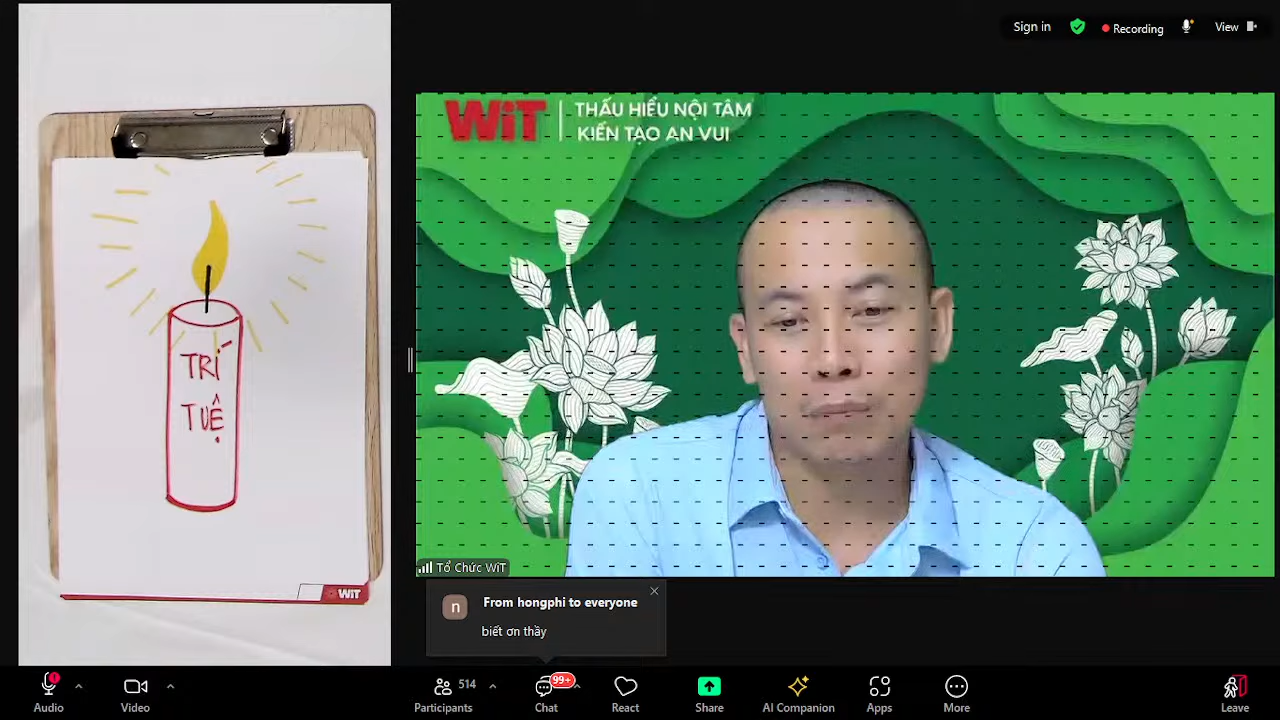 Sign in
Recording
View
WiT
THẤU HIỂU NỘI TÂM
KIẾN TẠO AN VUI
TRÍ
TUỆ
WiT
Tổ Chức WiT
n
From hongphi to everyone
biết ơn thầy
Audio
Video
514
Participants
99+
Chat
React
Share
AI Companion
Apps
More
Leave